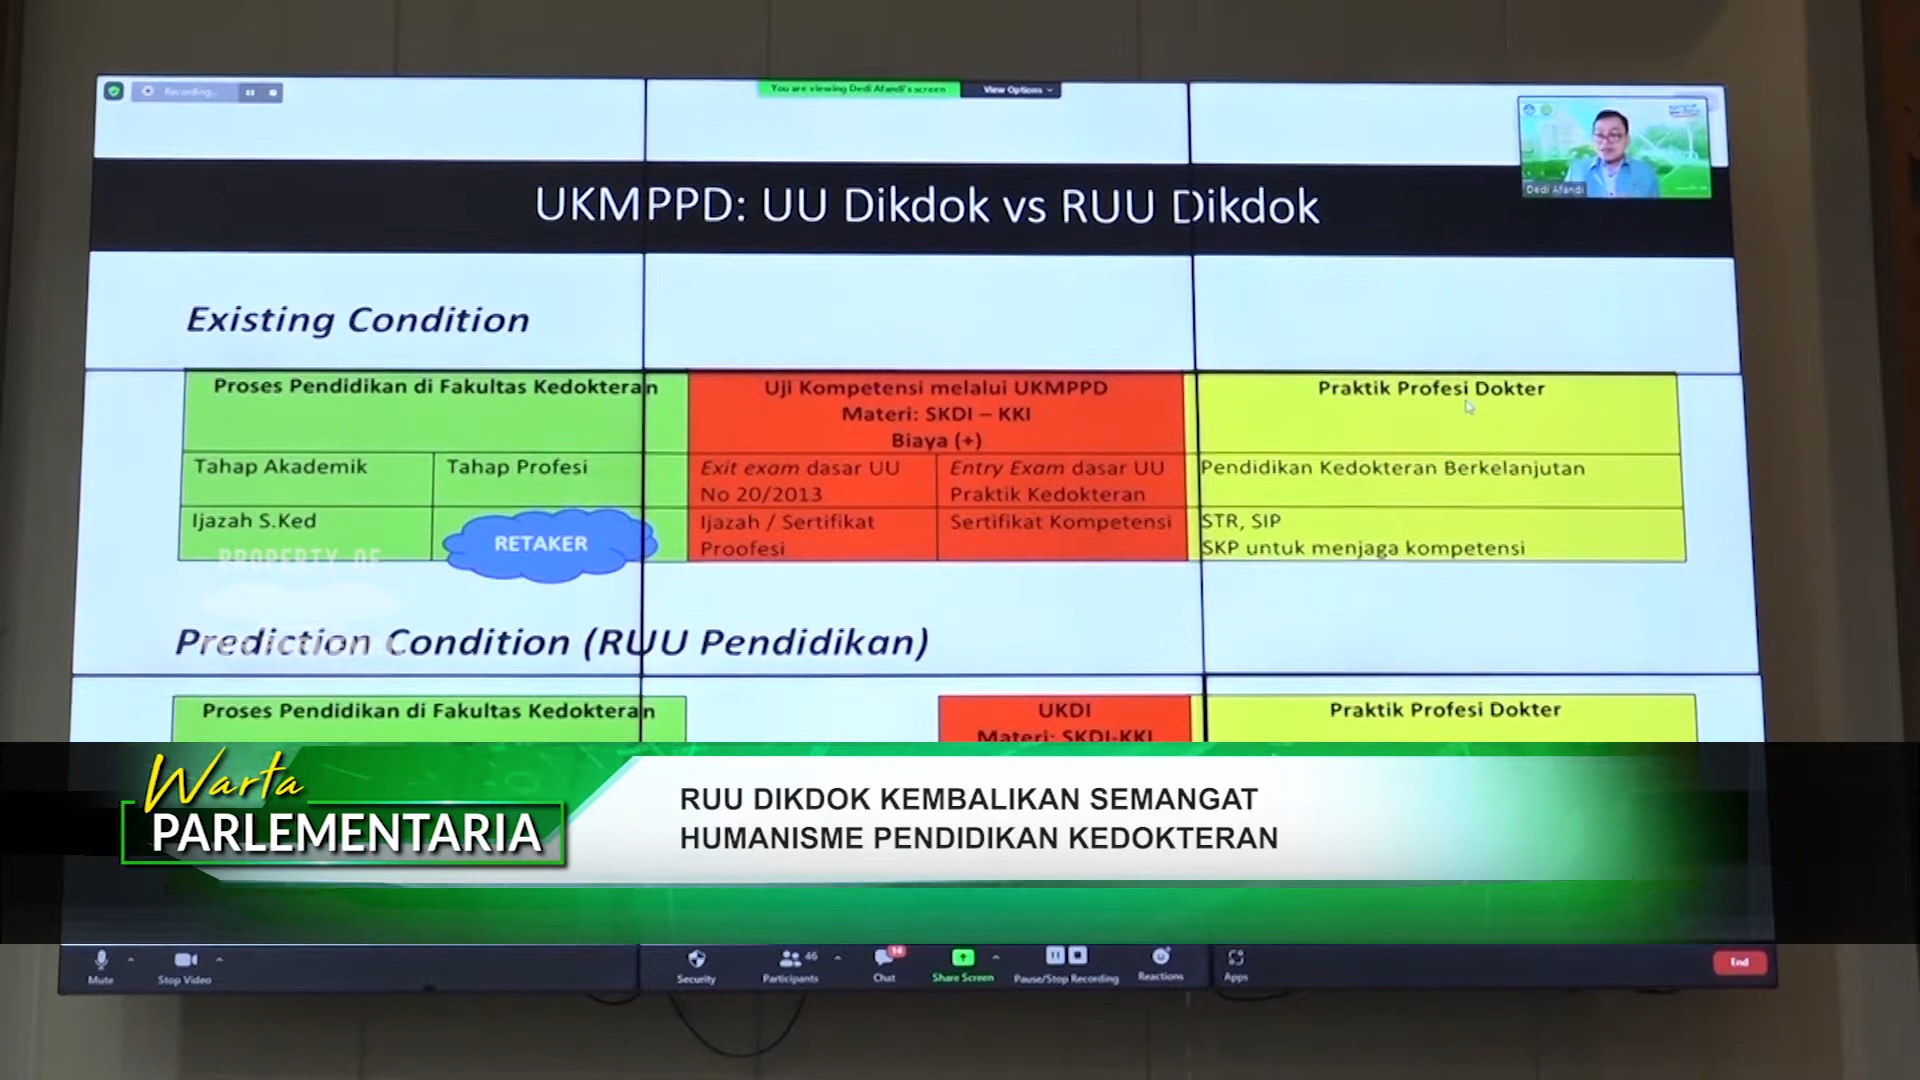 Recording...
You are viewing Dedi Afandi's screen
View Options
Dedi Afandi
UKMPPD: UU Dikdok vs RUU Dikdok
Existing Condition
Proses Pendidikan di Fakultas Kedokteran
Uji Kompetensi melalui UKMPPD
Materi: SKDI – KKI
Biaya (+)
Praktik Profesi Dokter
Tahap Akademik
Tahap Profesi
Exit exam dasar UU
No 20/2013
Entry Exam dasar UU
Praktik Kedokteran
Pendidikan Kedokteran Berkelanjutan
Ijazah S.Ked
RETAKER
Ijazah / Sertifikat
Proofesi
Sertifikat Kompetensi
STR, SIP
SKP untuk menjaga kompetensi
PROPERTY OF
Prediction Condition (RUU Pendidikan)
Proses Pendidikan di Fakultas Kedokteran
UKDI
Materi: SKDI-KKI
Praktik Profesi Dokter
Warta
PARLEMENTARIA
RUU DIKDOK KEMBALIKAN SEMANGAT
HUMANISME PENDIDIKAN KEDOKTERAN
Mute
Stop Video
Security
Participants
46
Chat
14
Share Screen
Pause/Stop Recording
Reactions
Apps
End